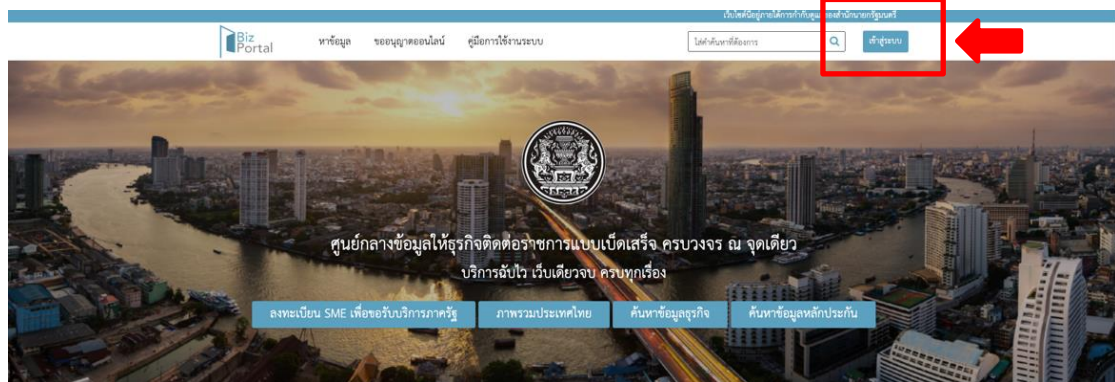 เว็บไซต์นี้อยู่ภายใต้การกำกับดูแลของสำนักนายกรัฐมนตรี
Biz Portal
หาข้อมูล ขออนุญาตออนไลน์ คู่มือการใช้งานระบบ ใส่คำค้นหาที่ต้องการ เข้าสู่ระบบ
ศูนย์กลางข้อมูลให้ธุรกิจติดต่อราชการแบบเบ็ดเสร็จ ครบวงจร ณ จุดเดียว
บริการฉับไว เว็บเดียวจบ ครบทุกเรื่อง
ลงทะเบียน SME เพื่อขอรับบริการภาครัฐ ภาพรวมประเทศไทย ค้นหาข้อมูลธุรกิจ ค้นหาข้อมูลหลักประกัน